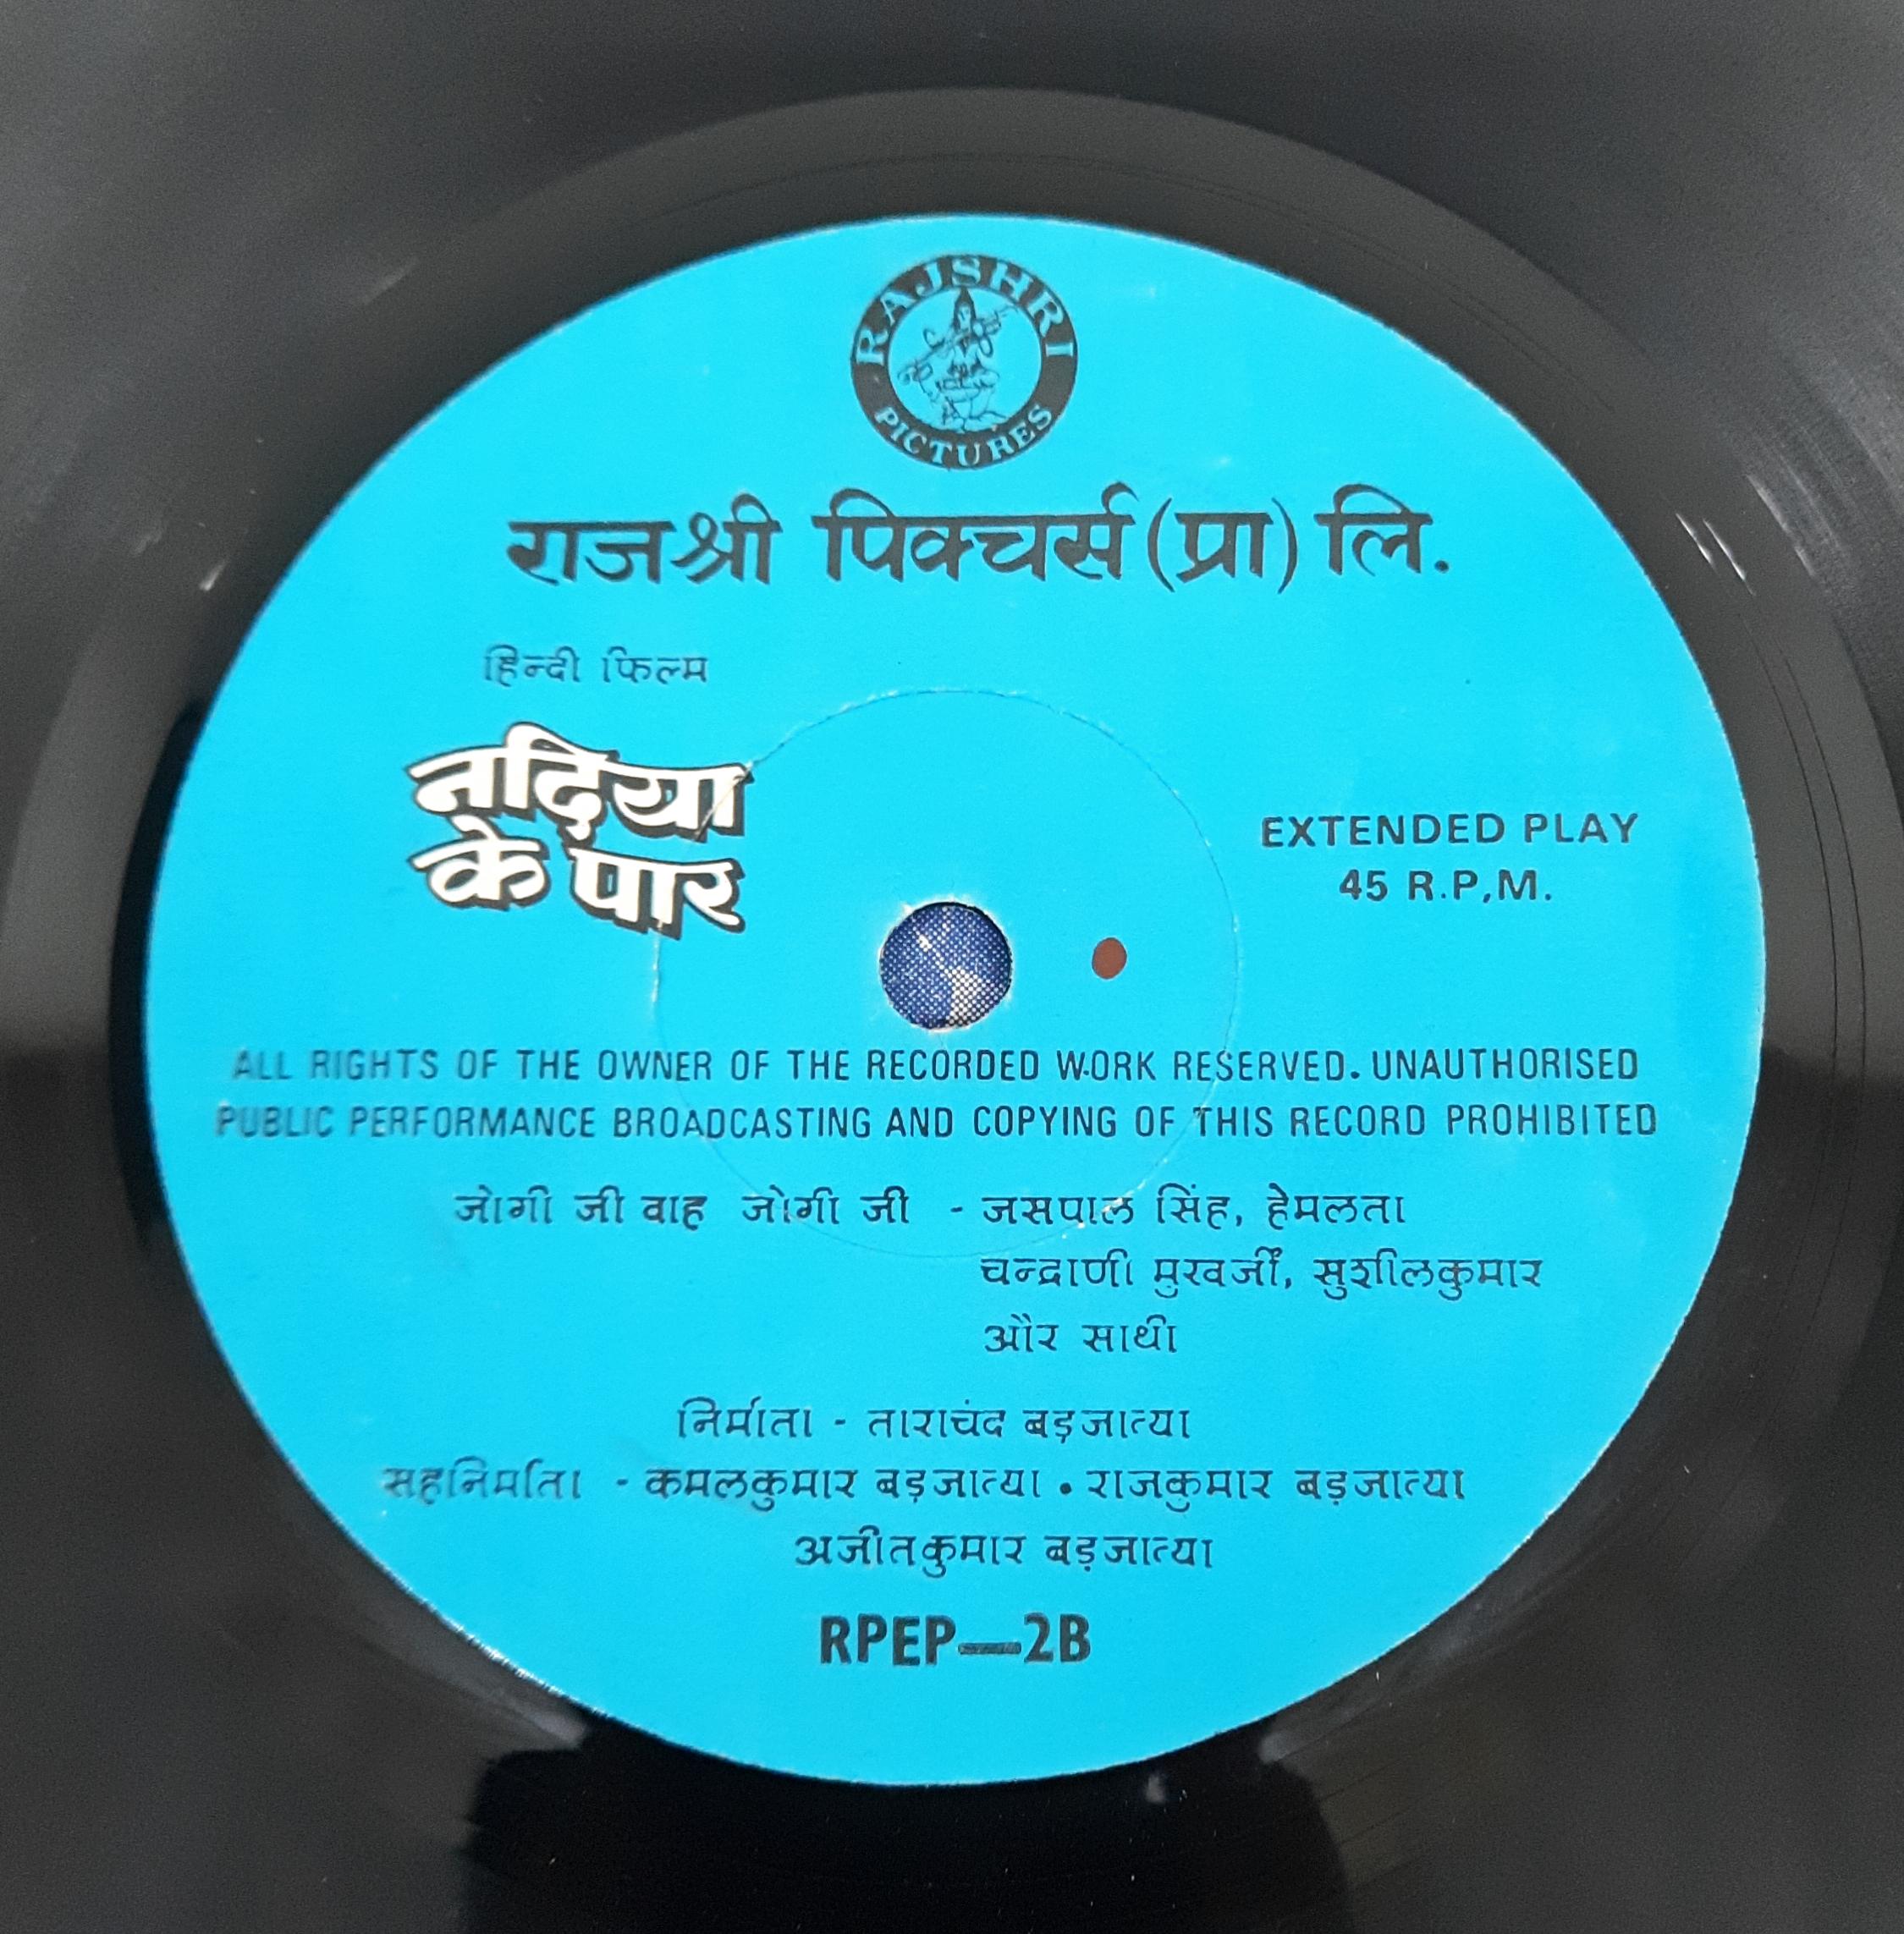 RAJSHRI
PICTURES
राजश्री पिक्चर्स (प्रा) लि.
हिन्दी फिल्म
नदिया
के पार
EXTENDED PLAY
45 R.P,M.
ALL RIGHTS OF THE OWNER OF THE RECORDED WORK RESERVED. UNAUTHORISED
PUBLIC PERFORMANCE BROADCASTING AND COPYING OF THIS RECORD PROHIBITED
जोगी जी वाह जोगी जी - जसपाल सिंह, हेमलता
चन्द्राणी मुखर्जी, सुशीलकुमार
और साथी
निर्माता - ताराचंद बड़जात्या
सहनिर्माता - कमलकुमार बड़जात्या • राजकुमार बड़जात्या
अजीतकुमार बड़जात्या
RPEP—2B